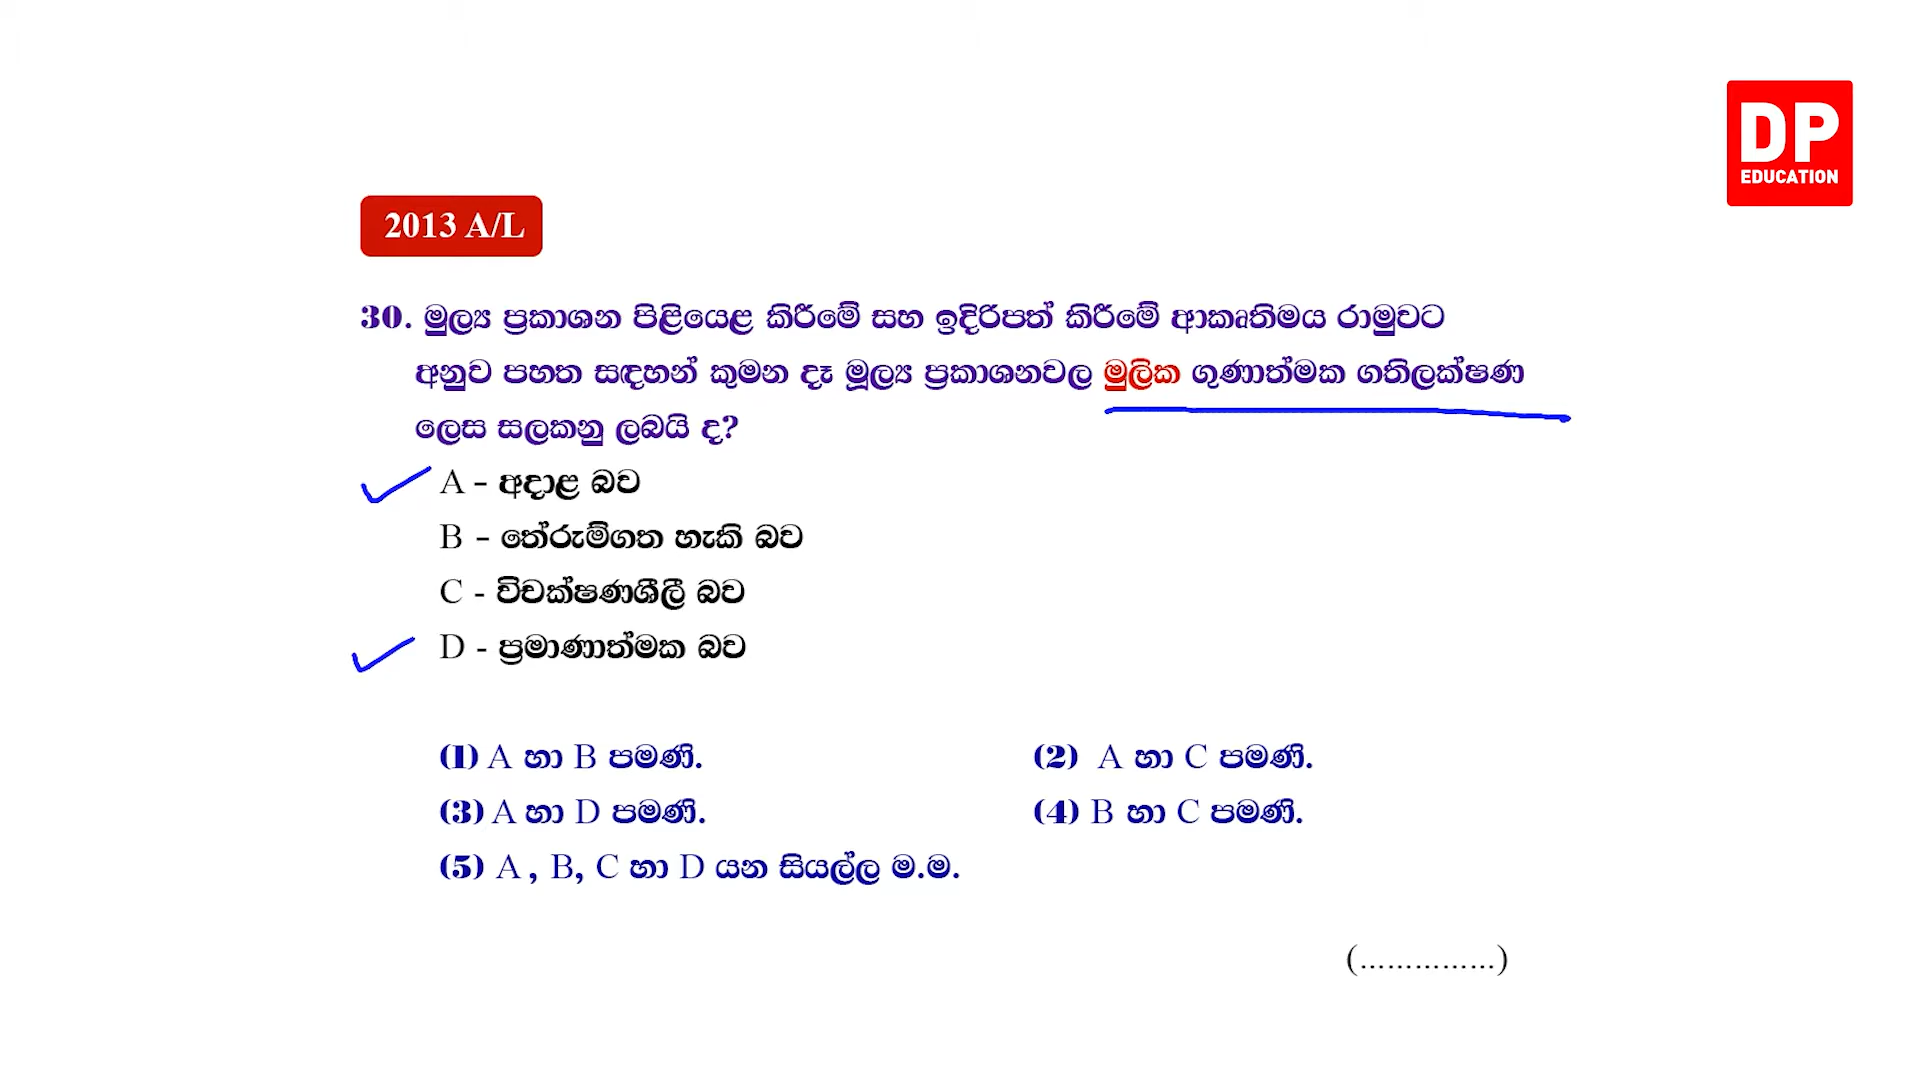 DP
EDUCATION
2013 A/L
30. මූල්‍ය ප්‍රකාශන පිළියෙළ කිරීමේ සහ ඉදිරිපත් කිරීමේ ආකෘතිමය රාමුවට
අනුව පහත සඳහන් කුමන දෑ මූල්‍ය ප්‍රකාශනවල මූලික ගුණාත්මක ගතිලක්ෂණ
ලෙස සලකනු ලබයි ද?
A - අදාළ බව
B - තේරුම්ගත හැකි බව
C - විචක්ෂණශීලී බව
D - ප්‍රමාණාත්මක බව
(1) A හා B පමණි. (2) A හා C පමණි.
(3) A හා D පමණි. (4) B හා C පමණි.
(5) A , B, C හා D යන සියල්ල ම.ම.
(...............)